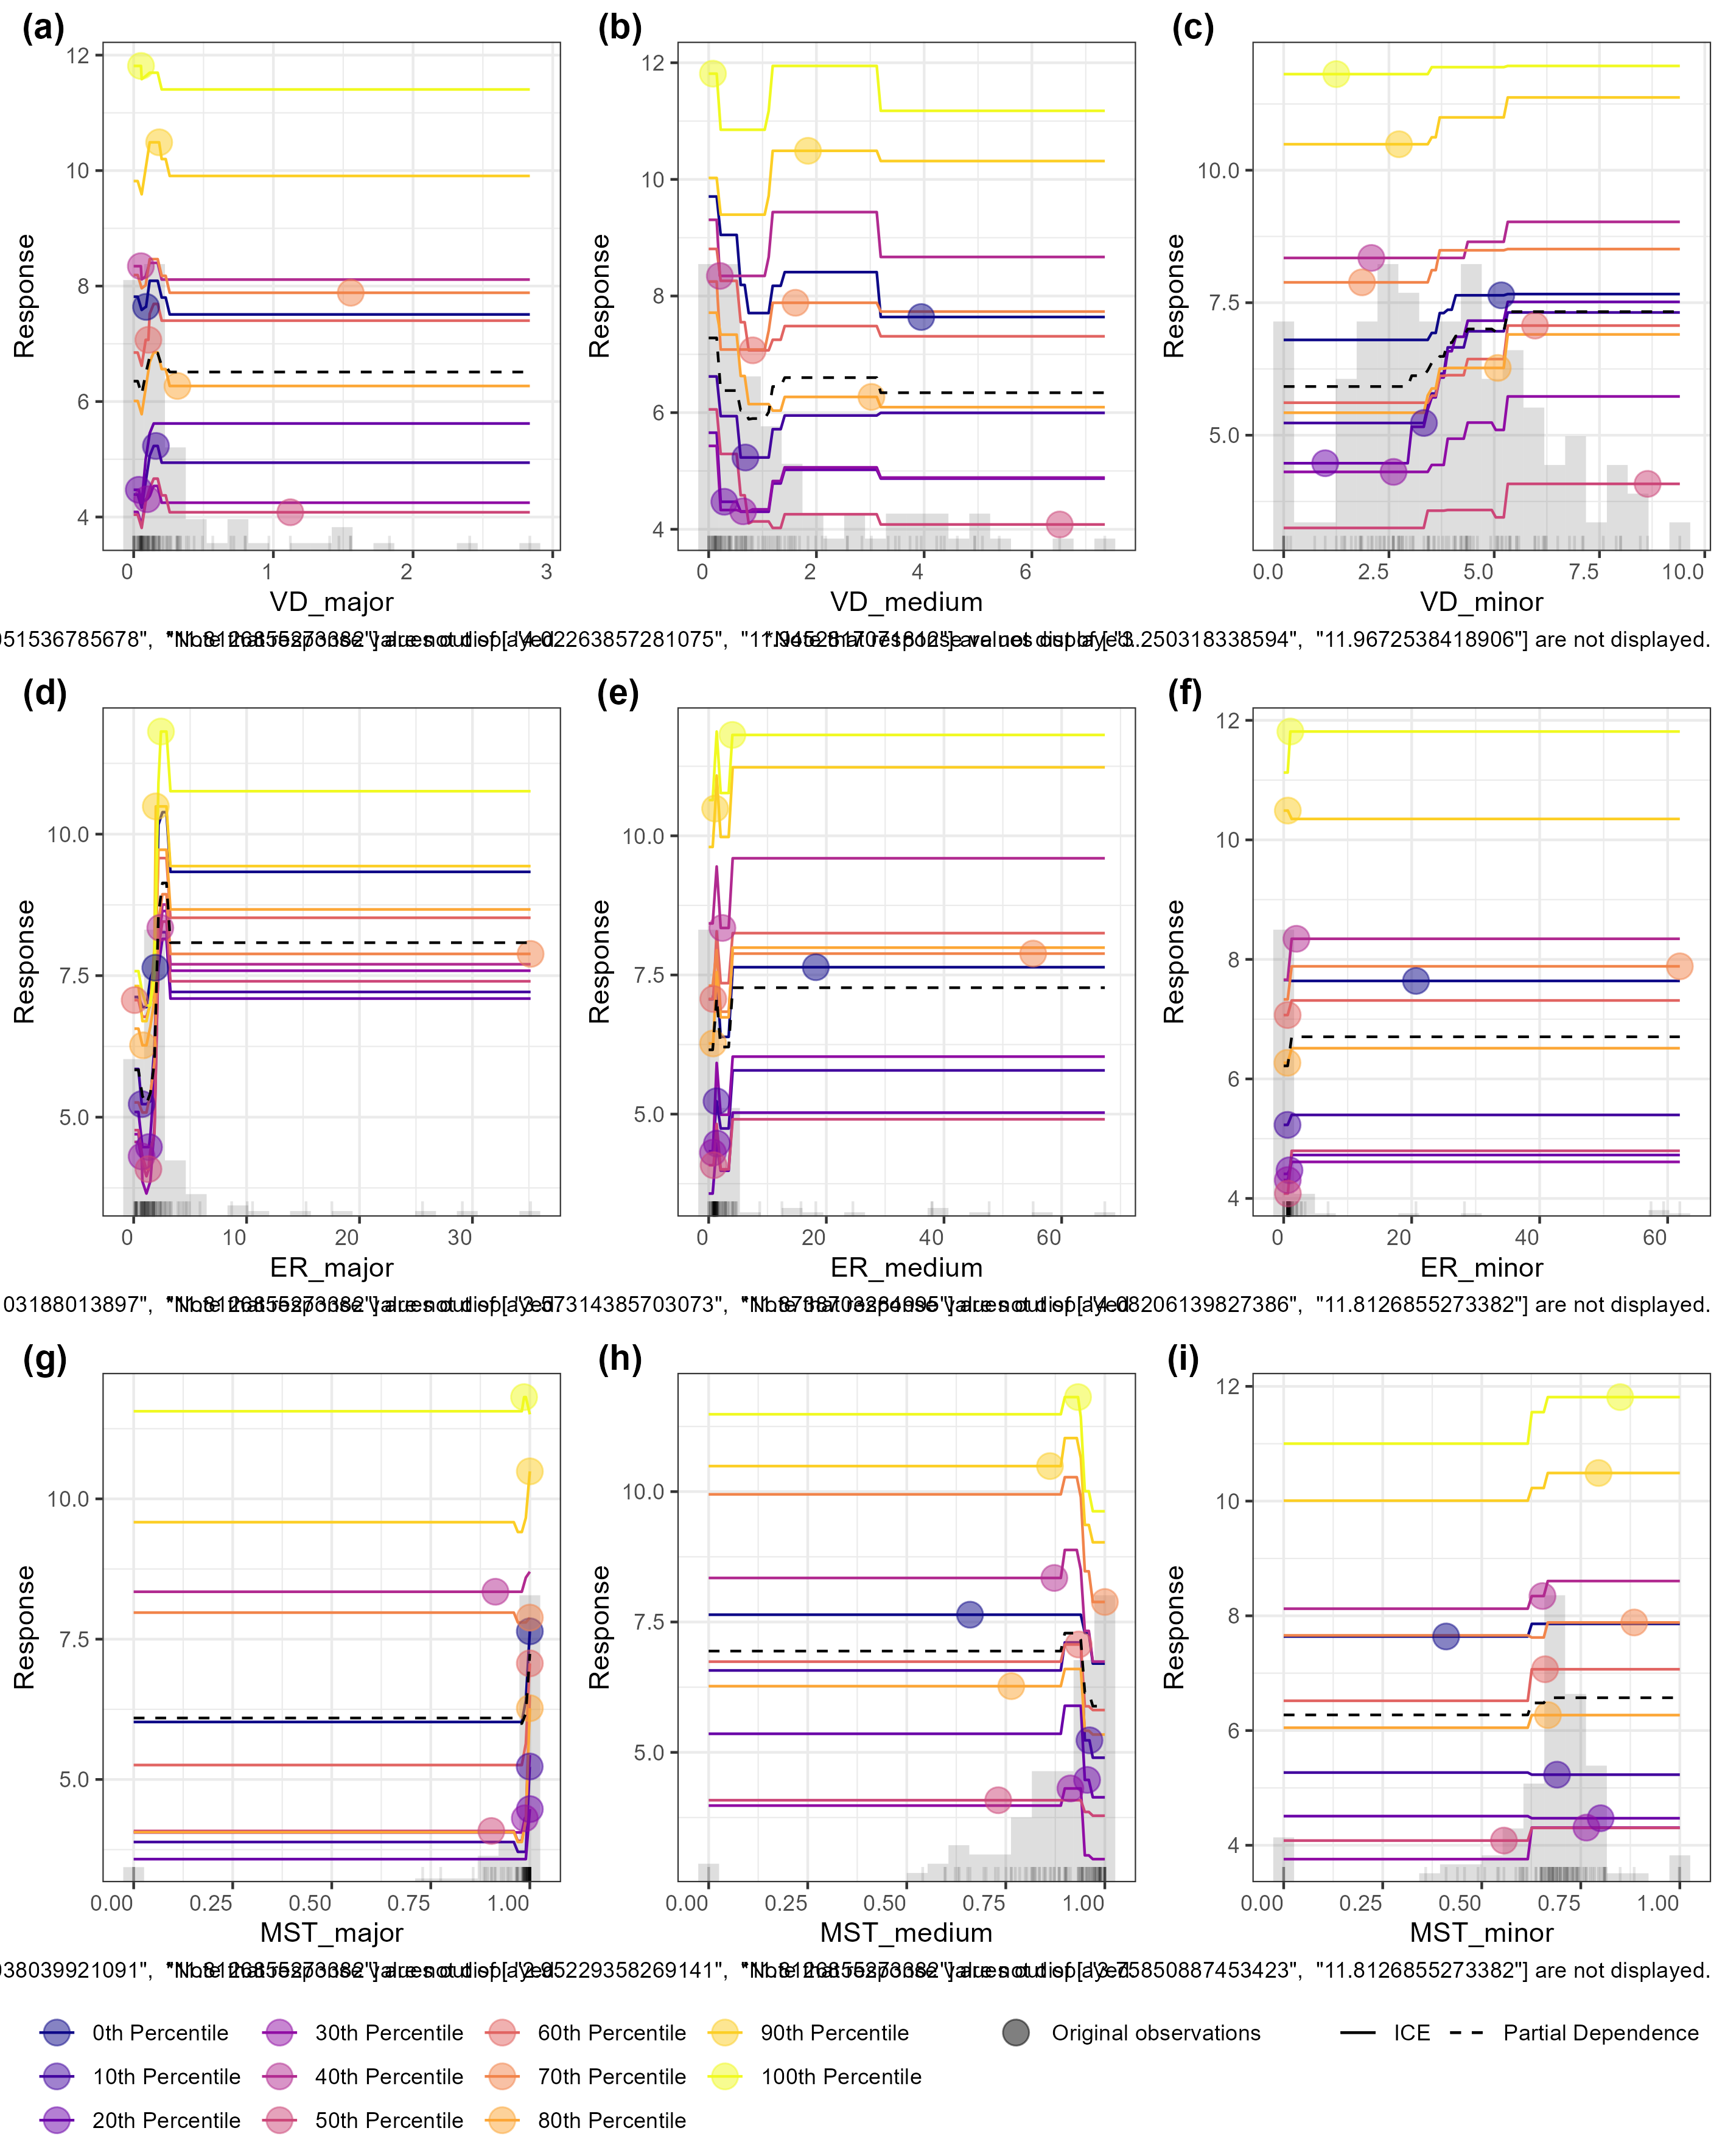 (a) (b) (c)
12
10
8
6
4
Response
0 1 2 3
VD_major
12
10
8
6
4
Response
0 2 4 6
VD_medium
10.0
7.5
5.0
Response
0.0 2.5 5.0 7.5 10.0
VD_minor
"11.9672538418906"] are not displayed.
(d) (e) (f)
10.0
7.5
5.0
Response
0 10 20 30
ER_major
10.0
7.5
5.0
Response
0 20 40 60
ER_medium
12
10
8
6
4
Response
0 20 40 60
ER_minor
"11.8126855273382"] are not displayed.
(g) (h) (i)
10.0
7.5
5.0
Response
0.00 0.25 0.50 0.75 1.00
MST_major
10.0
7.5
5.0
Response
0.00 0.25 0.50 0.75 1.00
MST_medium
12
10
8
6
4
Response
0.00 0.25 0.50 0.75 1.00
MST_minor
"11.8126855273382"] are not displayed.
0th Percentile 30th Percentile 60th Percentile 90th Percentile Original observations ICE Partial Dependence
10th Percentile 40th Percentile 70th Percentile 100th Percentile
20th Percentile 50th Percentile 80th Percentile